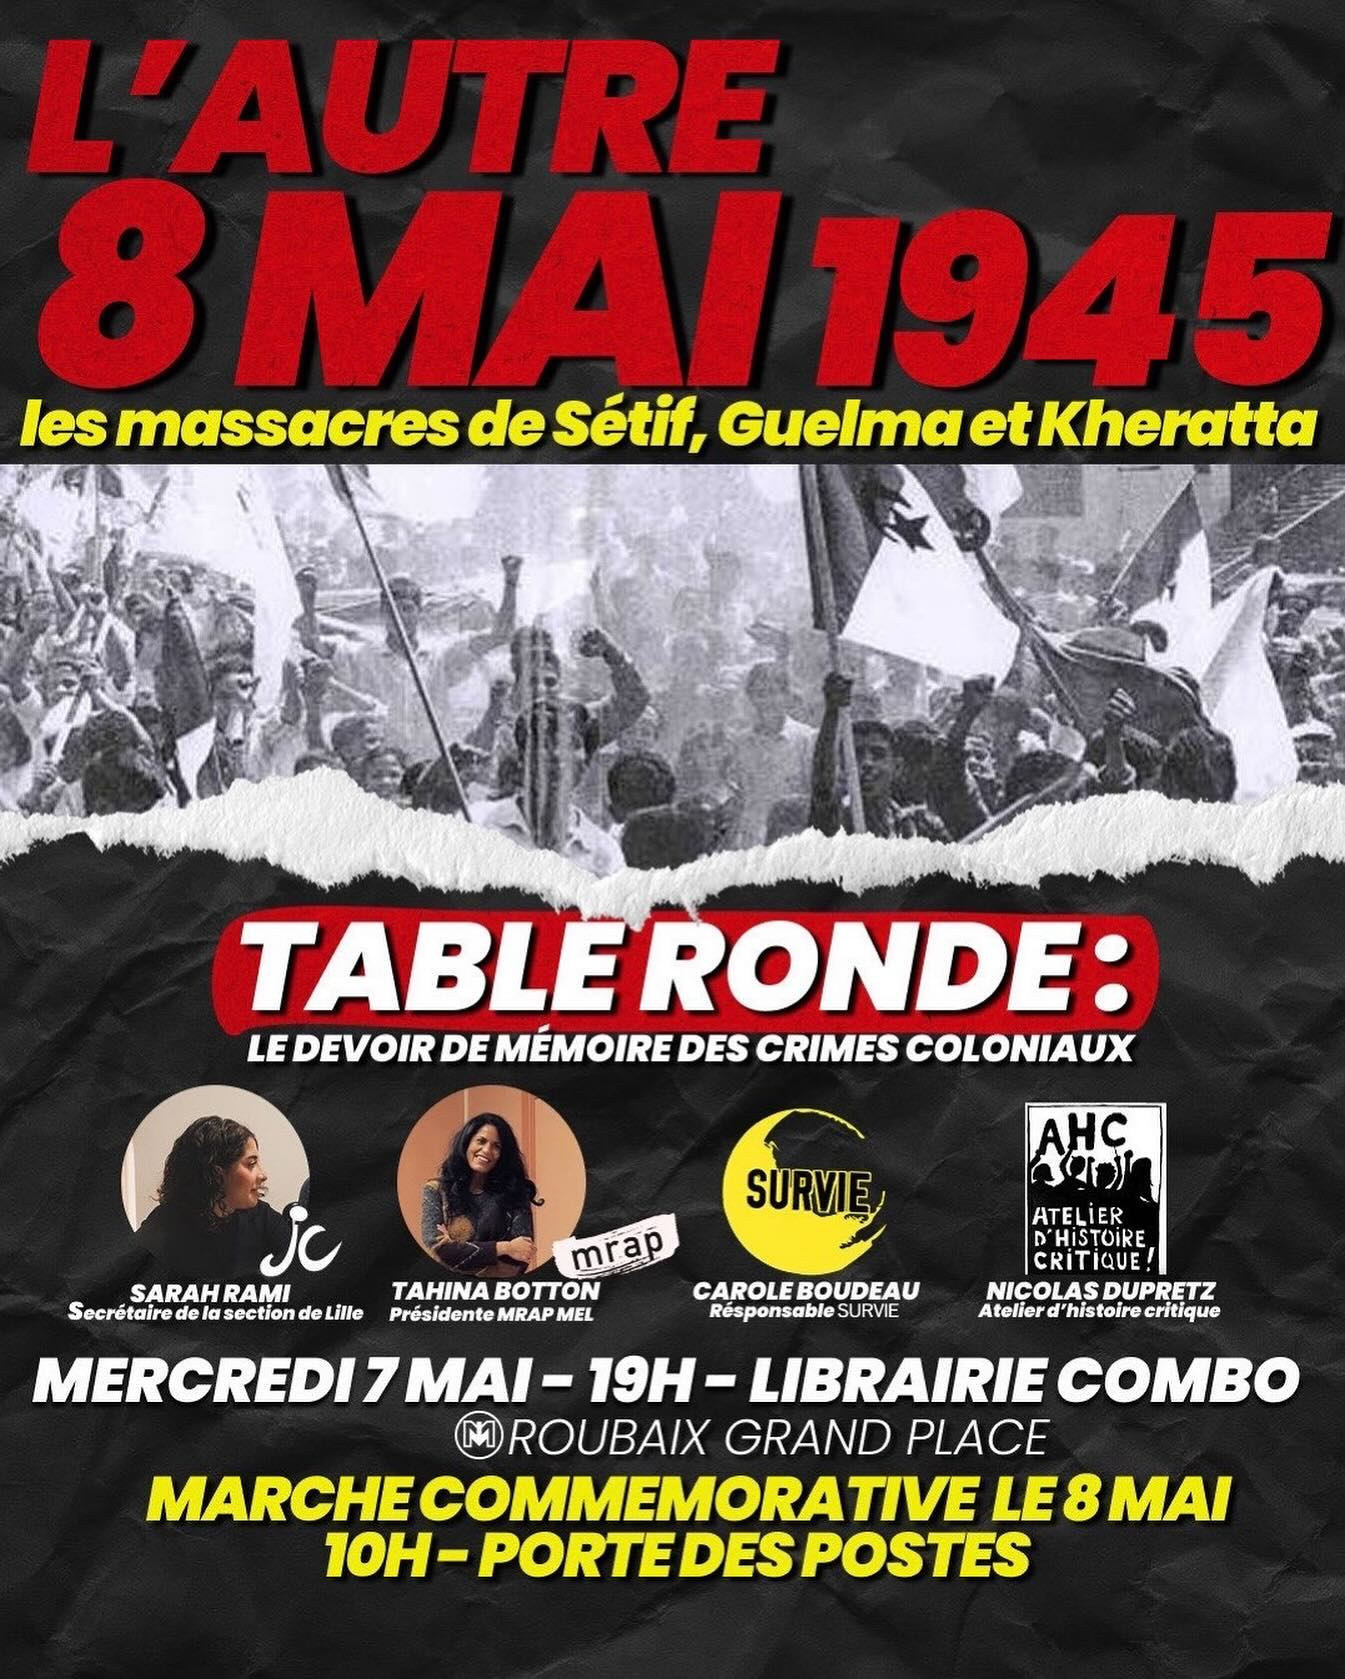 L'AUTRE
8 MAI 1945
les massacres de Sétif, Guelma et Kheratta
TABLE RONDE :
LE DEVOIR DE MÉMOIRE DES CRIMES COLONIAUX
jc
mrap
SURVIE
AHC
ATELIER
D'HISTOIRE
CRITIQUE !
SARAH RAMI
Secrétaire de la section de Lille
TAHINA BOTTON
Présidente MRAP MEL
CAROLE BOUDEAU
Résponsable SURVIE
NICOLAS DUPRETZ
Atelier d'histoire critique
MERCREDI 7 MAI – 19H – LIBRAIRIE COMBO
M ROUBAIX GRAND PLACE
MARCHE COMMEMORATIVE LE 8 MAI
10H – PORTE DES POSTES